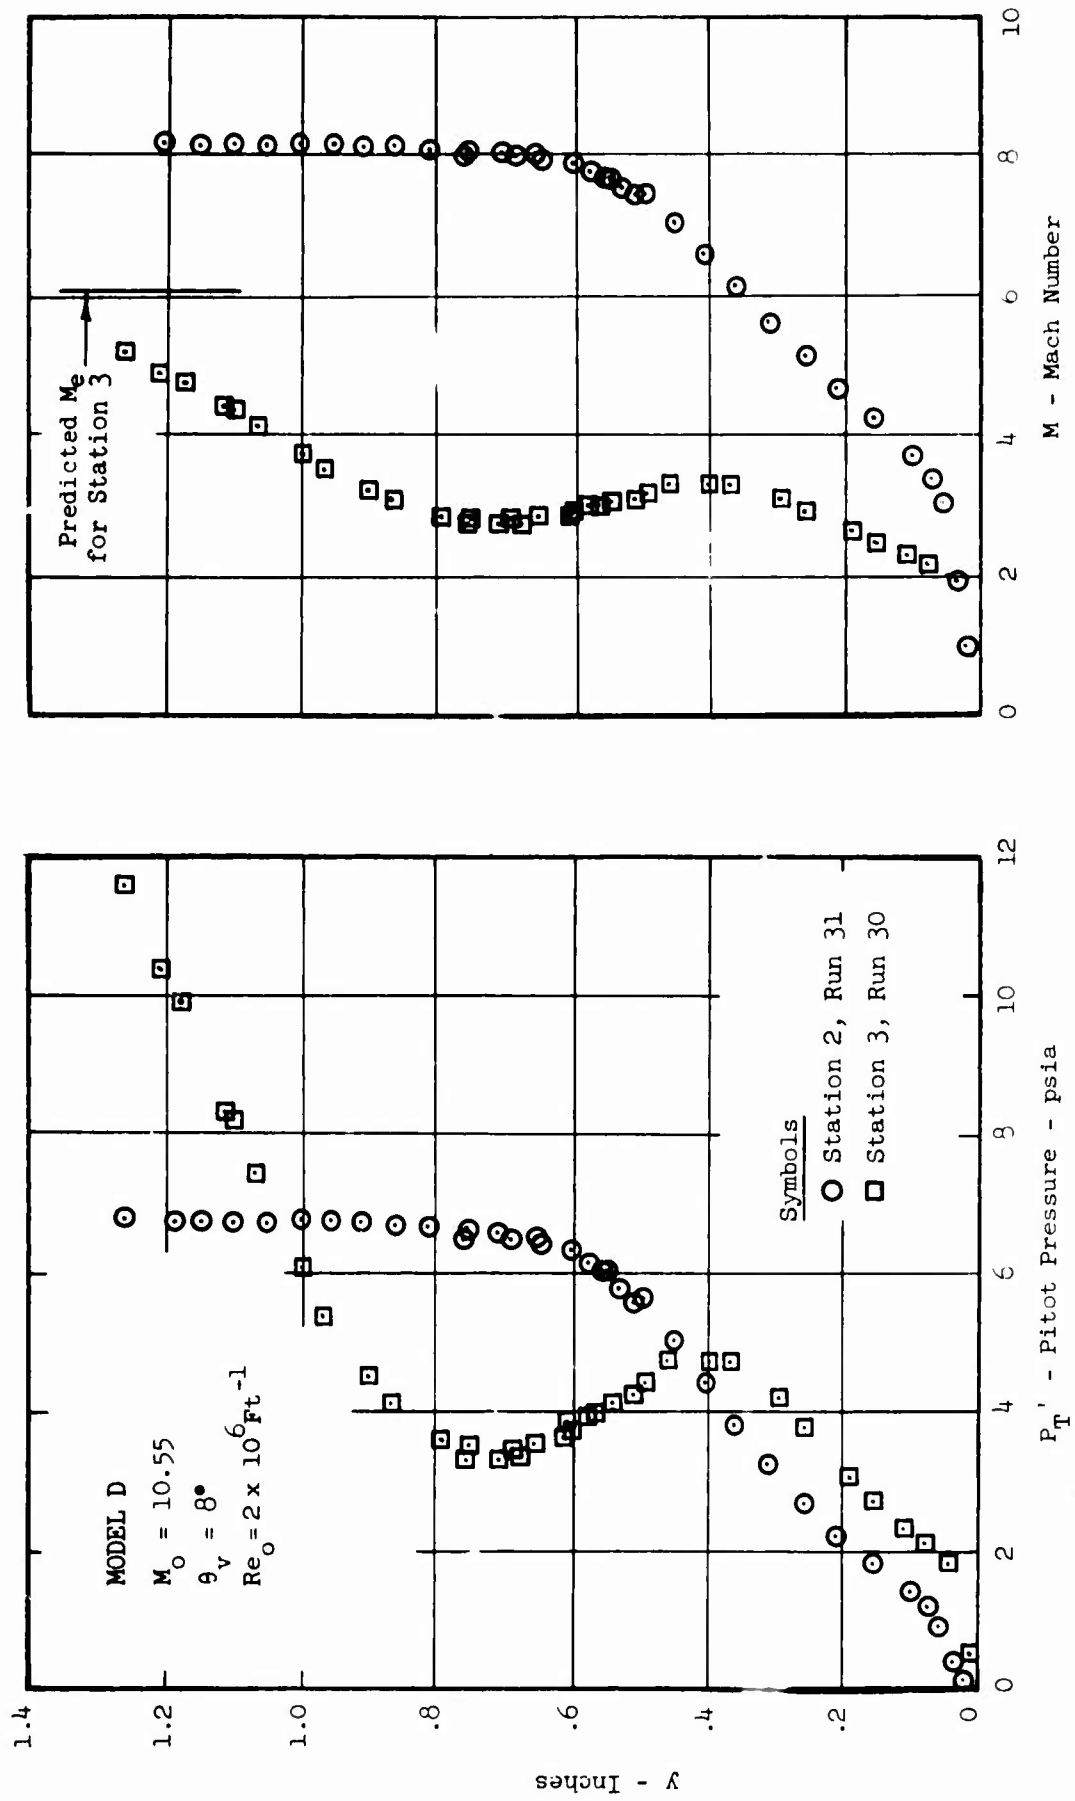 MODEL D
M_o = 10.55
θ_v = 8°
Re_o = 2 x 10^6 Ft^-1
Symbols
Station 2, Run 31
Station 3, Run 30
1.4
1.2
1.0
.8
.6
.4
.2
0
y - Inches
0 2 4 6 8 10 12
P_T' - Pitot Pressure - psia
Predicted M_e
for Station 3
0 2 4 6 8 10
M - Mach Number